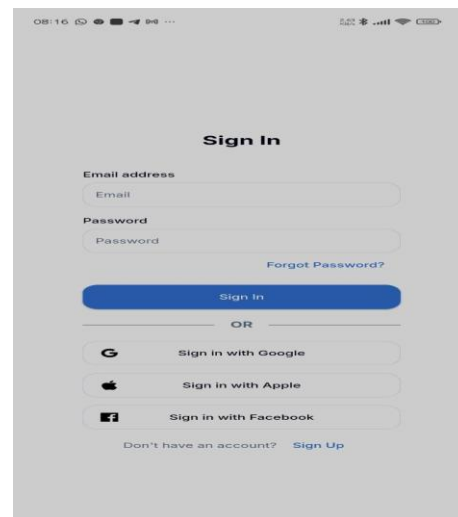 08:16
Sign In
Email address
Email
Password
Password
Forgot Password?
Sign In
OR
Sign in with Google
Sign in with Apple
Sign in with Facebook
Don't have an account? Sign Up